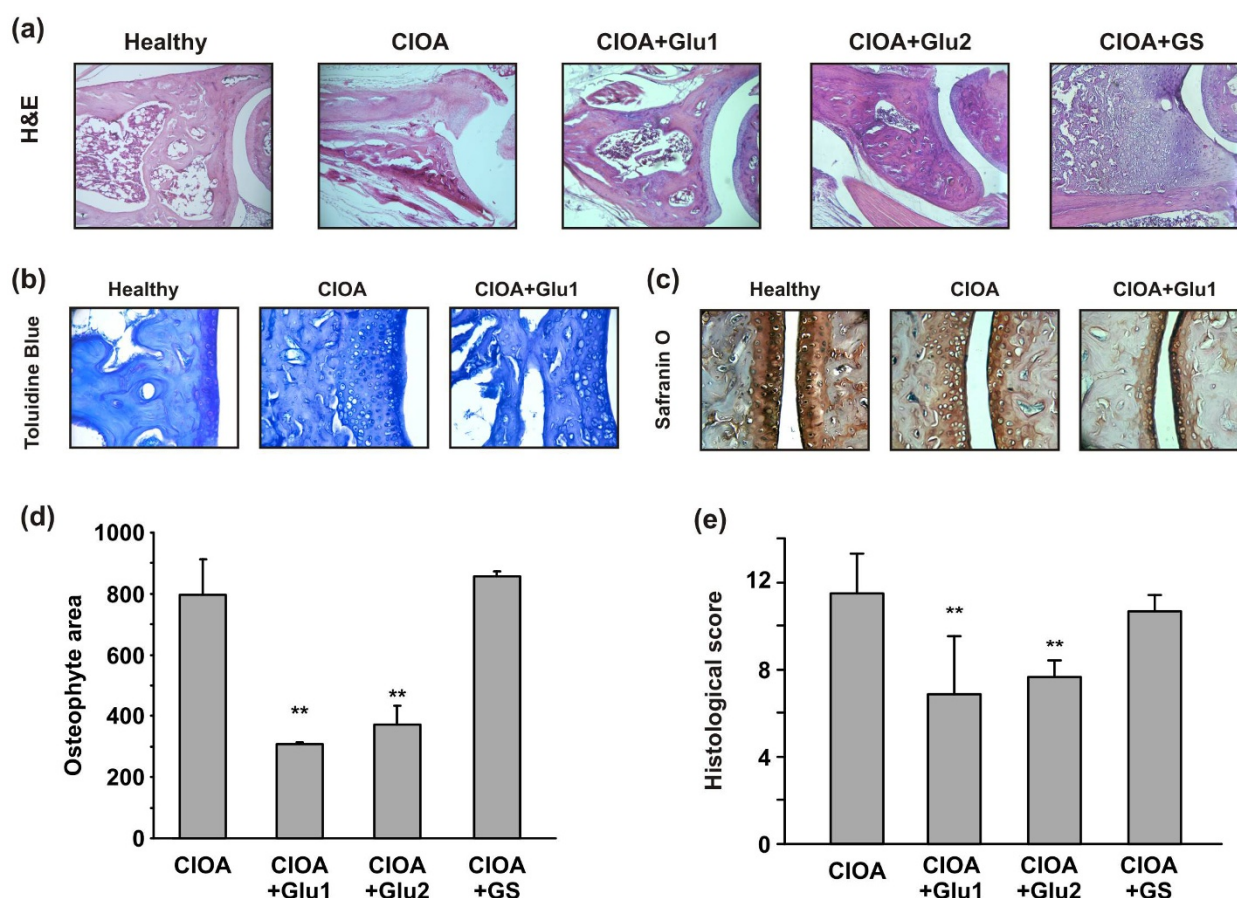 (a)
Healthy
CIOA
CIOA+Glu1
CIOA+Glu2
CIOA+GS
H&E
(b)
Healthy
CIOA
CIOA+Glu1
Toluidine Blue
(c)
Healthy
CIOA
CIOA+Glu1
Safranin O
(d)
1000
800
600
400
200
0
Osteophyte area
**
**
CIOA
CIOA
+Glu1
CIOA
+Glu2
CIOA
+GS
(e)
12
8
4
0
Histological score
**
**
CIOA
CIOA
+Glu1
CIOA
+Glu2
CIOA
+GS